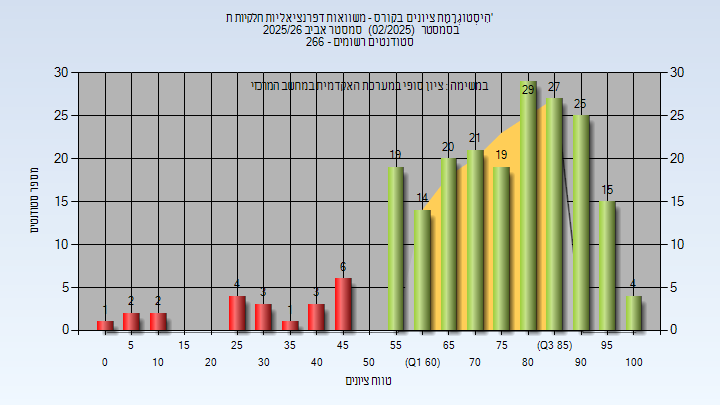 היסטוגרמת ציונים בקורס - משוואות דפרנציאליות חלקיות ת'
בסמסטר (02/2025) סמסטר אביב 2025/26
סטודנטים רשומים - 266
במשימה : ציון סופי במערכת האקדמית במחשב המרכזי
מספר סטודנטים
30 25 20 15 10 5 0
1 2 2 4 3 1 3 6 19 14 20 21 19 29 27 25 15 4
30 25 20 15 10 5 0
5 15 25 35 45 55 65 75 (Q3 85) 95
0 10 20 30 40 50 (Q1 60) 70 80 90 100
טווח ציונים